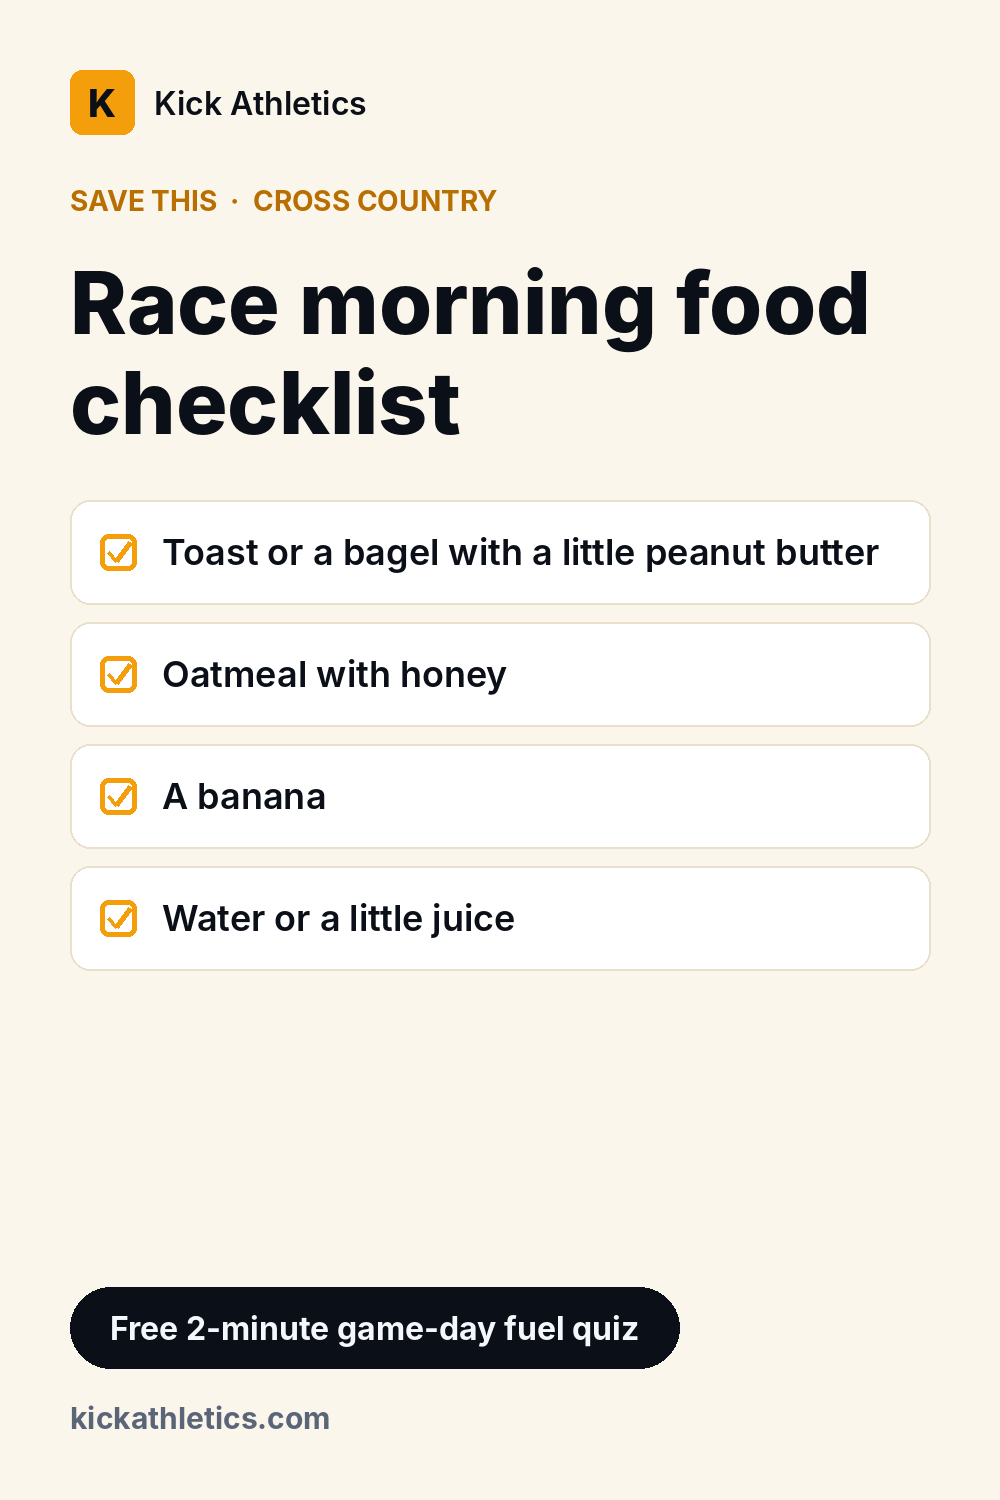 K
Kick Athletics
SAVE THIS · CROSS COUNTRY
Race morning food
checklist
Toast or a bagel with a little peanut butter
Oatmeal with honey
A banana
Water or a little juice
Free 2-minute game-day fuel quiz
kickathletics.com